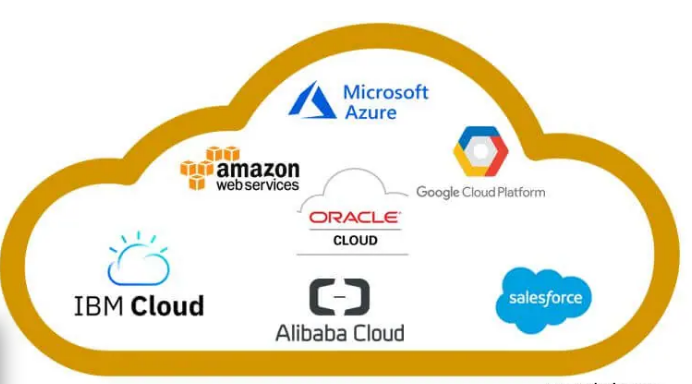 Microsoft
Azure
amazon
web services
Google Cloud Platform
ORACLE
CLOUD
IBM Cloud
Alibaba Cloud
salesforce